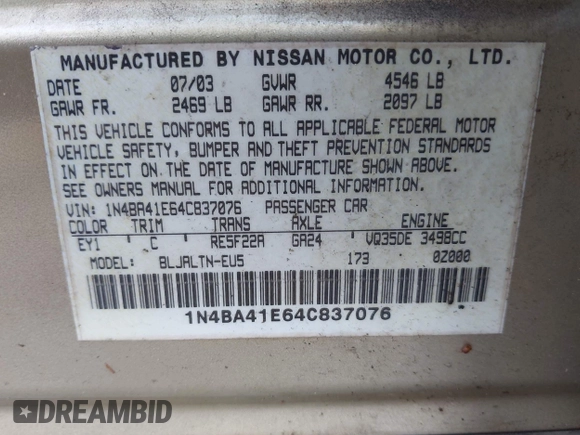 MANUFACTURED BY NISSAN MOTOR CO., LTD.
DATE 07/03 GVWR 4546 LB
GAWR FR. 2469 LB GAWR RR. 2097 LB
THIS VEHICLE CONFORMS TO ALL APPLICABLE FEDERAL MOTOR
VEHICLE SAFETY, BUMPER AND THEFT PREVENTION STANDARDS
IN EFFECT ON THE DATE OF MANUFACTURE SHOWN ABOVE.
SEE OWNERS MANUAL FOR ADDITIONAL INFORMATION.
VIN: 1N4BA41E64C837076 PASSENGER CAR
COLOR TRIM TRANS AXLE ENGINE
EY1 C RE5F22A GA24 VQ35DE 3498CC
MODEL: BLJALTN-EU5 173 0Z000
1N4BA41E64C837076
DREAMBID